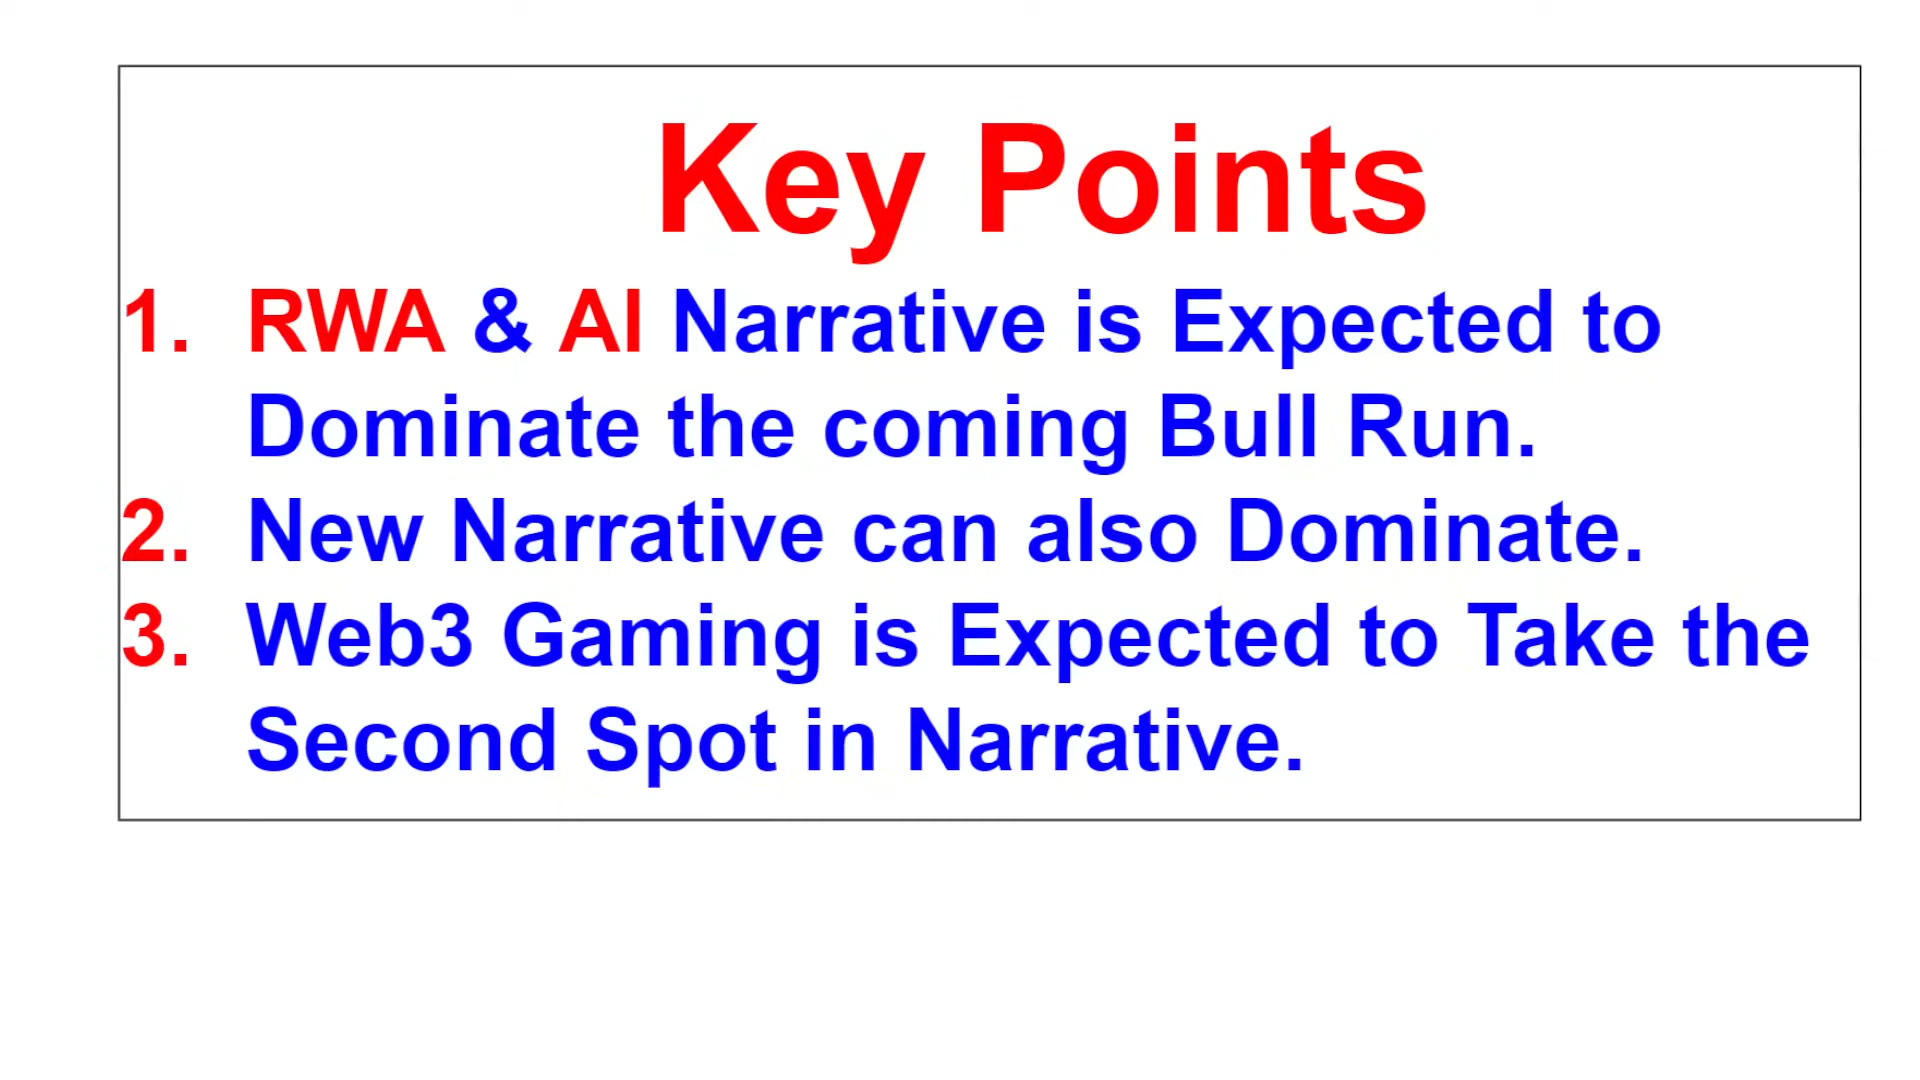 Key Points
1. RWA & AI Narrative is Expected to
Dominate the coming Bull Run.
2. New Narrative can also Dominate.
3. Web3 Gaming is Expected to Take the
Second Spot in Narrative.